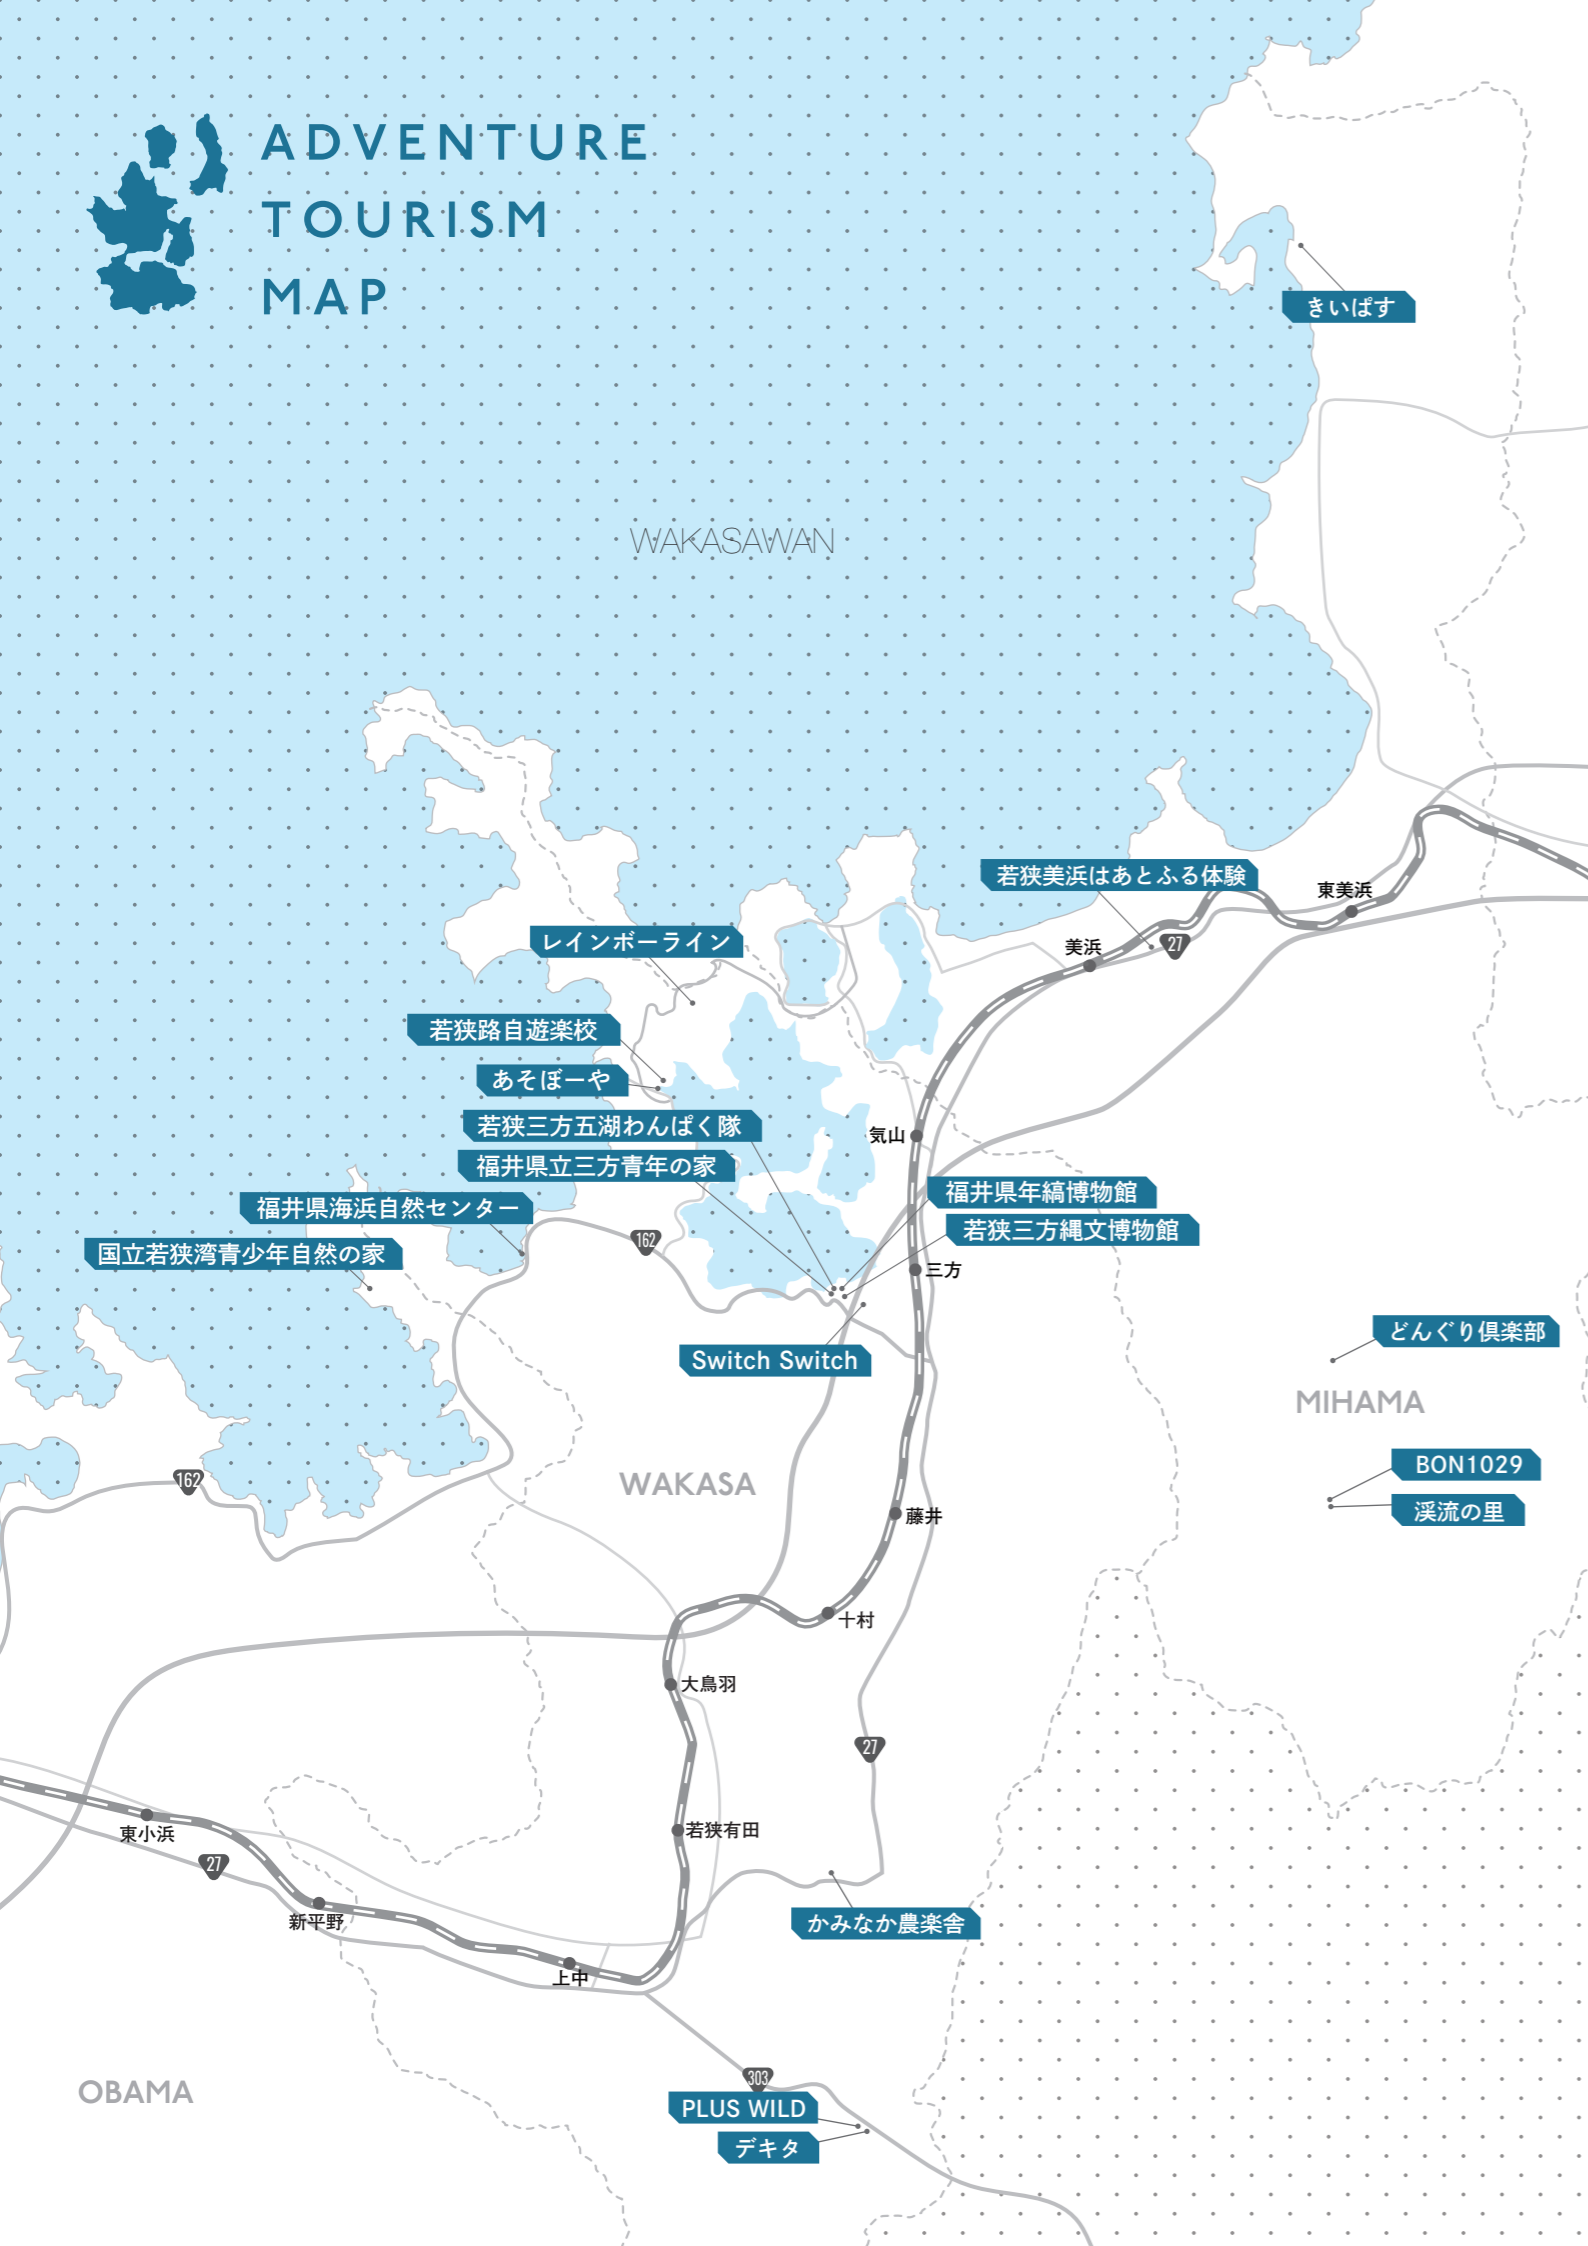 ADVENTURE
TOURISM
MAP
きいぱす
WAKASAWAN
若狭美浜はあとふる体験
東美浜
美浜
27
レインボーライン
若狭路自遊楽校
あそぼーや
若狭三方五湖わんぱく隊
気山
福井県立三方青年の家
福井県年縞博物館
福井県海浜自然センター
若狭三方縄文博物館
162
国立若狭湾青少年自然の家
三方
どんぐり倶楽部
Switch Switch
MIHAMA
BON1029
162
WAKASA
渓流の里
藤井
十村
大鳥羽
27
東小浜
若狭有田
27
新平野
かみなか農楽舎
上中
303
OBAMA
PLUS WILD
デキタ